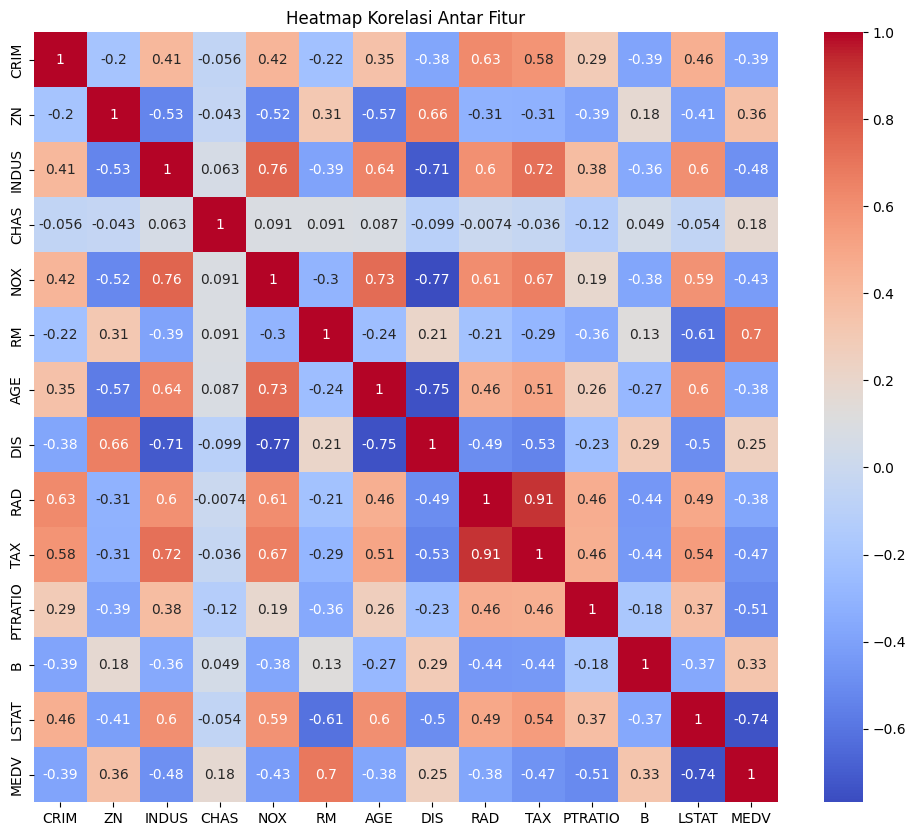 Heatmap Korelasi Antar Fitur
CRIM 1 -0.2 0.41 -0.056 0.42 -0.22 0.35 -0.38 0.63 0.58 0.29 -0.39 0.46 -0.39
ZN -0.2 1 -0.53 -0.043 -0.52 0.31 -0.57 0.66 -0.31 -0.31 -0.39 0.18 -0.41 0.36
INDUS 0.41 -0.53 1 0.063 0.76 -0.39 0.64 -0.71 0.6 0.72 0.38 -0.36 0.6 -0.48
CHAS -0.056 -0.043 0.063 1 0.091 0.091 0.087 -0.099 -0.0074 -0.036 -0.12 0.049 -0.054 0.18
NOX 0.42 -0.52 0.76 0.091 1 -0.3 0.73 -0.77 0.61 0.67 0.19 -0.38 0.59 -0.43
RM -0.22 0.31 -0.39 0.091 -0.3 1 -0.24 0.21 -0.21 -0.29 -0.36 0.13 -0.61 0.7
AGE 0.35 -0.57 0.64 0.087 0.73 -0.24 1 -0.75 0.46 0.51 0.26 -0.27 0.6 -0.38
DIS -0.38 0.66 -0.71 -0.099 -0.77 0.21 -0.75 1 -0.49 -0.53 -0.23 0.29 -0.5 0.25
RAD 0.63 -0.31 0.6 -0.0074 0.61 -0.21 0.46 -0.49 1 0.91 0.46 -0.44 0.49 -0.38
TAX 0.58 -0.31 0.72 -0.036 0.67 -0.29 0.51 -0.53 0.91 1 0.46 -0.44 0.54 -0.47
PTRATIO 0.29 -0.39 0.38 -0.12 0.19 -0.36 0.26 -0.23 0.46 0.46 1 -0.18 0.37 -0.51
B -0.39 0.18 -0.36 0.049 -0.38 0.13 -0.27 0.29 -0.44 -0.44 -0.18 1 -0.37 0.33
LSTAT 0.46 -0.41 0.6 -0.054 0.59 -0.61 0.6 -0.5 0.49 0.54 0.37 -0.37 1 -0.74
MEDV -0.39 0.36 -0.48 0.18 -0.43 0.7 -0.38 0.25 -0.38 -0.47 -0.51 0.33 -0.74 1
CRIM ZN INDUS CHAS NOX RM AGE DIS RAD TAX PTRATIO B LSTAT MEDV
1.0
0.8
0.6
0.4
0.2
0.0
−0.2
−0.4
−0.6